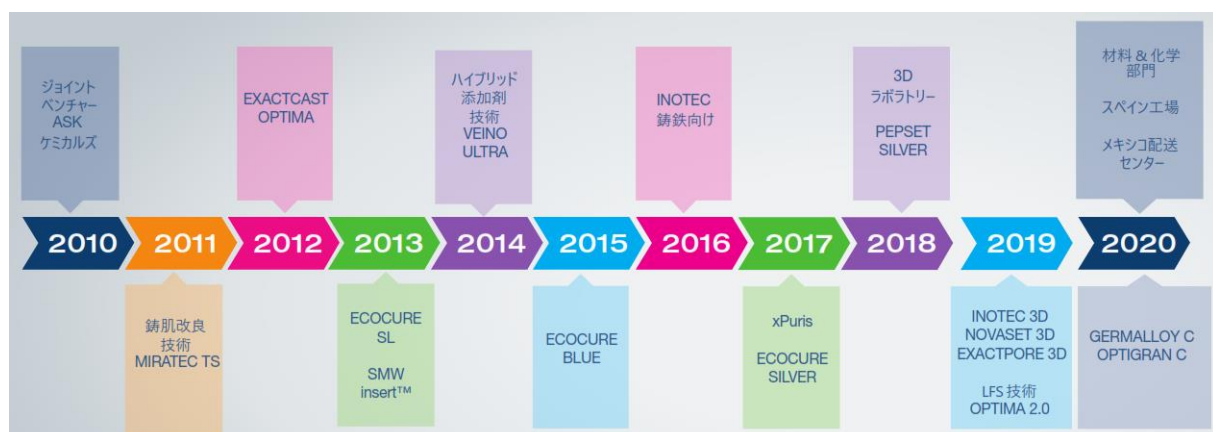 ジョイント
ベンチャー
ASK
ケミカルズ
EXACTCAST
OPTIMA
ハイブリッド
添加剤
技術
VEINO
ULTRA
INOTEC
鋳鉄向け
3D
ラボラトリー
PEPSET
SILVER
材料 & 化学
部門
スペイン工場
メキシコ配送
センター
2010
2011
2012
2013
2014
2015
2016
2017
2018
2019
2020
鋳肌改良
技術
MIRATEC TS
ECOCURE
SL
SMW
insert™
ECOCURE
BLUE
xPuris
ECOCURE
SILVER
INOTEC 3D
NOVASET 3D
EXACTPORE 3D
LFS 技術
OPTIMA 2.0
GERMALLOY C
OPTIGRAN C